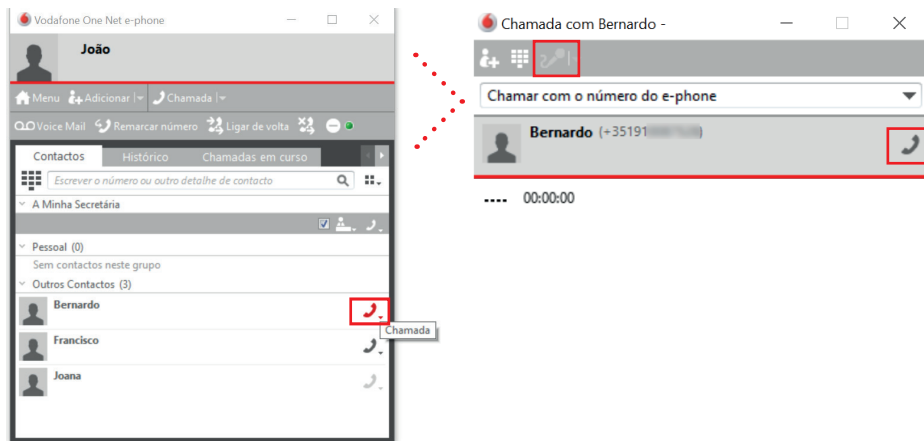 Vodafone One Net e-phone
João
Menu Adicionar Chamada
Voice Mail Remarcar número Ligar de volta
Contactos Histórico Chamadas em curso
Escrever o número ou outro detalhe de contacto
A Minha Secretária
Pessoal (0)
Sem contactos neste grupo
Outros Contactos (3)
Bernardo
Chamada
Francisco
Joana
Chamada com Bernardo -
Chamar com o número do e-phone
Bernardo (+35191 )
---- 00:00:00